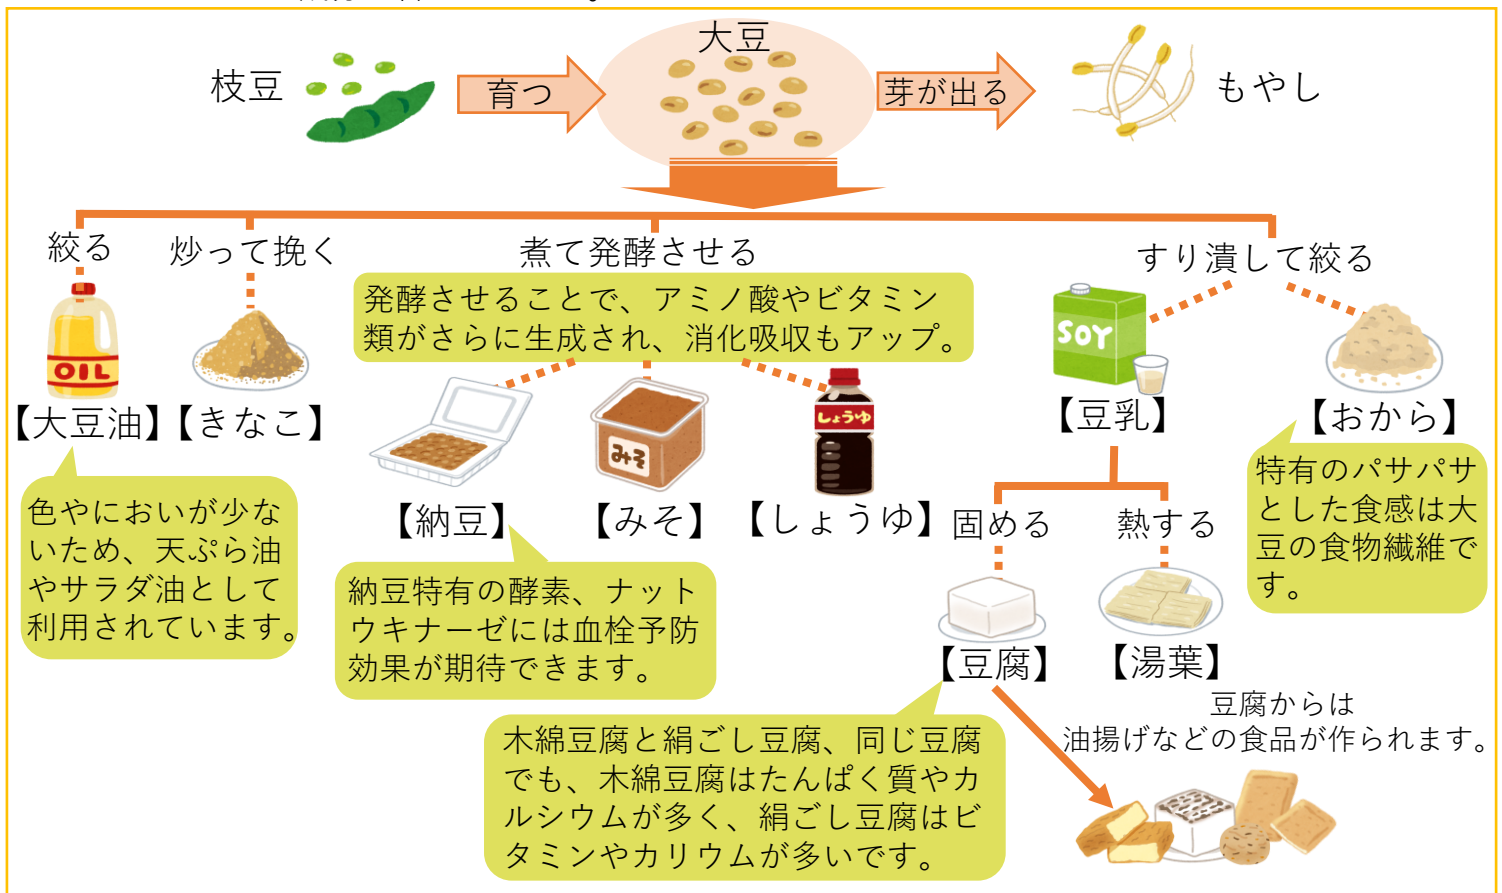 大豆
枝豆
育つ
芽が出る
もやし
絞る
炒って挽く
煮て発酵させる
すり潰して絞る
発酵させることで、アミノ酸やビタミン
類がさらに生成され、消化吸収もアップ。
OIL
SOY
【大豆油】
【きなこ】
みそ
しょうゆ
【豆乳】
【おから】
色やにおいが少な
いため、天ぷら油
やサラダ油として
利用されています。
【納豆】
【みそ】
【しょうゆ】
固める
熱する
特有のパサパサ
とした食感は大
豆の食物繊維で
す。
納豆特有の酵素、ナット
ウキナーゼには血栓予防
効果が期待できます。
【豆腐】
【湯葉】
木綿豆腐と絹ごし豆腐、同じ豆腐
でも、木綿豆腐はたんぱく質やカ
ルシウムが多く、絹ごし豆腐はビ
タミンやカリウムが多いです。
豆腐からは
油揚げなどの食品が作られます。